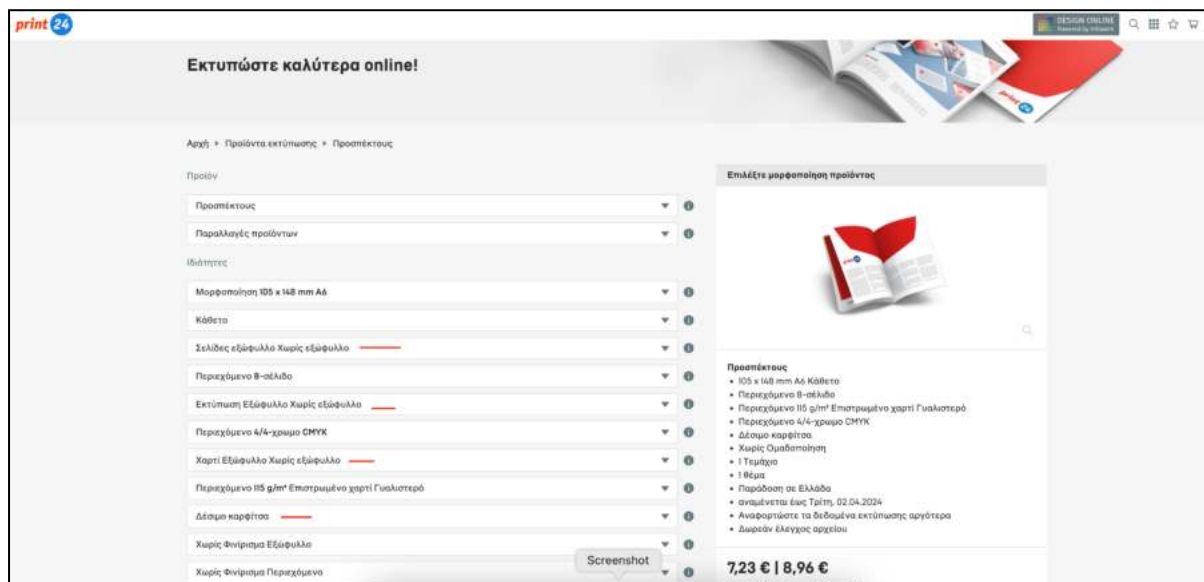 print 24
DESIGN ONLINE
Εκτυπώστε καλύτερα online!
print 24
Αρχή Προϊόντα εκτύπωσης Προσπέκτους
Προϊόν
Προσπέκτους
Παραλλαγές προϊόντων
Ιδιότητες
Μορφοποίηση 105 x 148 mm A6
Κάθετο
Σελίδες εξώφυλλο Χωρίς εξώφυλλο
Περιεχόμενο 8-σέλιδο
Εκτύπωση Εξώφυλλο Χωρίς εξώφυλλο
Περιεχόμενο 4/4-χρωμο CMYK
Χαρτί Εξώφυλλο Χωρίς εξώφυλλο
Περιεχόμενο 115 g/m² Επιστρωμένο χαρτί Γυαλιστερό
Δέσιμο καρφίτσα
Χωρίς Φινίρισμα Εξώφυλλο
Χωρίς Φινίρισμα Περιεχόμενο
Screenshot
Επιλέξτε μορφοποίηση προϊόντος
Προσπέκτους
• 105 x 148 mm A6 Κάθετο
• Περιεχόμενο 8-σέλιδο
• Περιεχόμενο 115 g/m² Επιστρωμένο χαρτί Γυαλιστερό
• Περιεχόμενο 4/4-χρωμο CMYK
• Δέσιμο καρφίτσα
• Χωρίς Ομαδοποίηση
• 1 Τεμάχιο
• 1 Θέμα
• Παράδοση σε Ελλάδα
• αναμένεται έως Τρίτη, 02.04.2024
• Αναφορτώστε τα δεδομένα εκτύπωσης αργότερα
• Δωρεάν έλεγχος αρχείου
7,23 € | 8,96 €